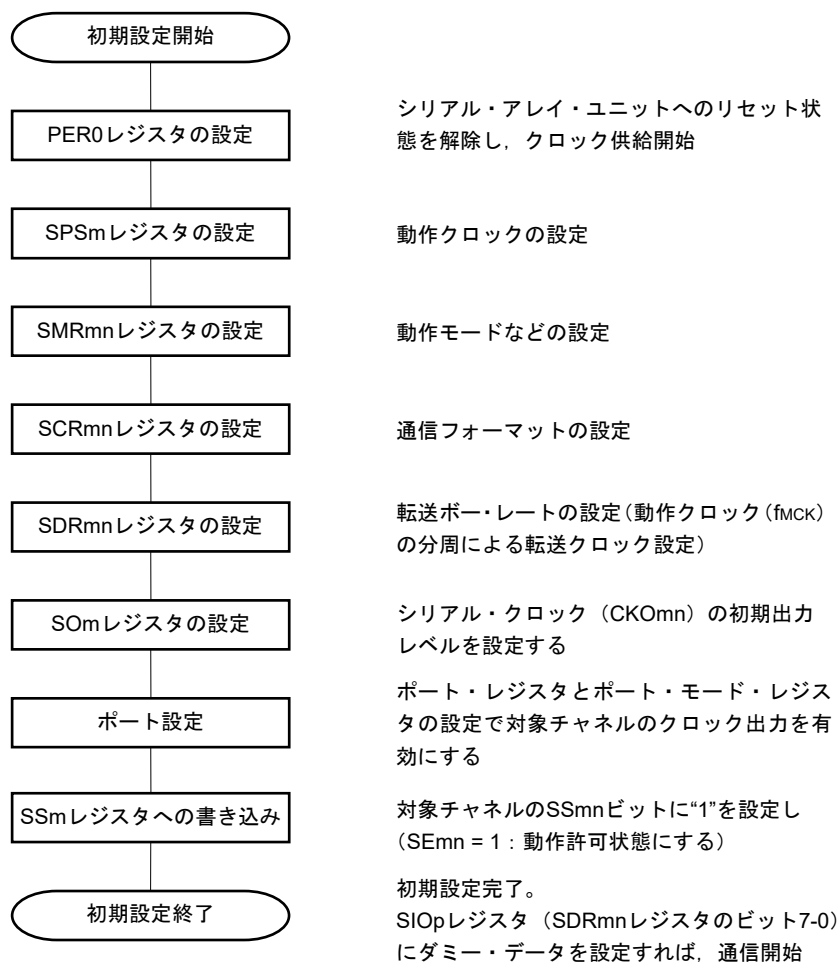 初期設定開始
PER0レジスタの設定
シリアル・アレイ・ユニットへのリセット状
態を解除し，クロック供給開始
SPSmレジスタの設定
動作クロックの設定
SMRmnレジスタの設定
動作モードなどの設定
SCRmnレジスタの設定
通信フォーマットの設定
SDRmnレジスタの設定
転送ボー・レートの設定（動作クロック（fMCK）
の分周による転送クロック設定）
SOmレジスタの設定
シリアル・クロック（CKOmn）の初期出力
レベルを設定する
ポート設定
ポート・レジスタとポート・モード・レジス
タの設定で対象チャネルのクロック出力を有
効にする
SSmレジスタへの書き込み
対象チャネルのSSmnビットに“1”を設定し
（SEmn = 1：動作許可状態にする）
初期設定終了
初期設定完了。
SIOpレジスタ（SDRmnレジスタのビット7-0）
にダミー・データを設定すれば，通信開始